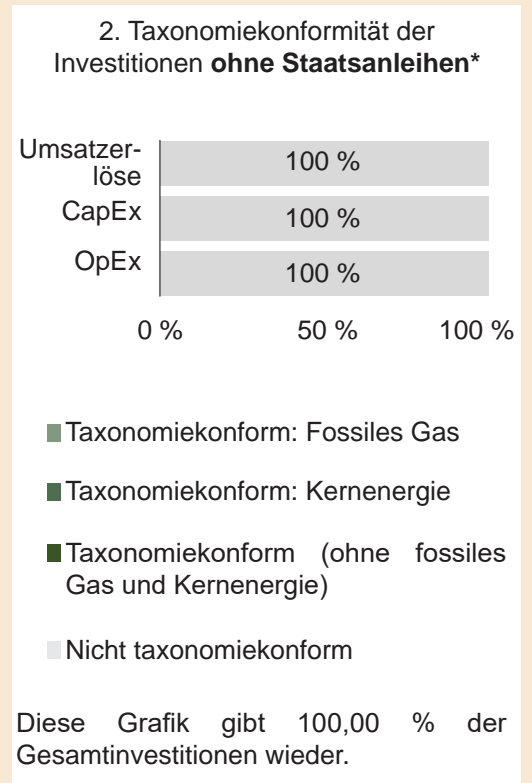 2. Taxonomiekonformität der
Investitionen ohne Staatsanleihen*
Umsatzer-
löse
100 %
CapEx
100 %
OpEx
100 %
0 %
50 %
100 %
Taxonomiekonform: Fossiles Gas
Taxonomiekonform: Kernenergie
Taxonomiekonform (ohne fossiles
Gas und Kernenergie)
Nicht taxonomiekonform
Diese Grafik gibt 100,00 % der
Gesamtinvestitionen wieder.